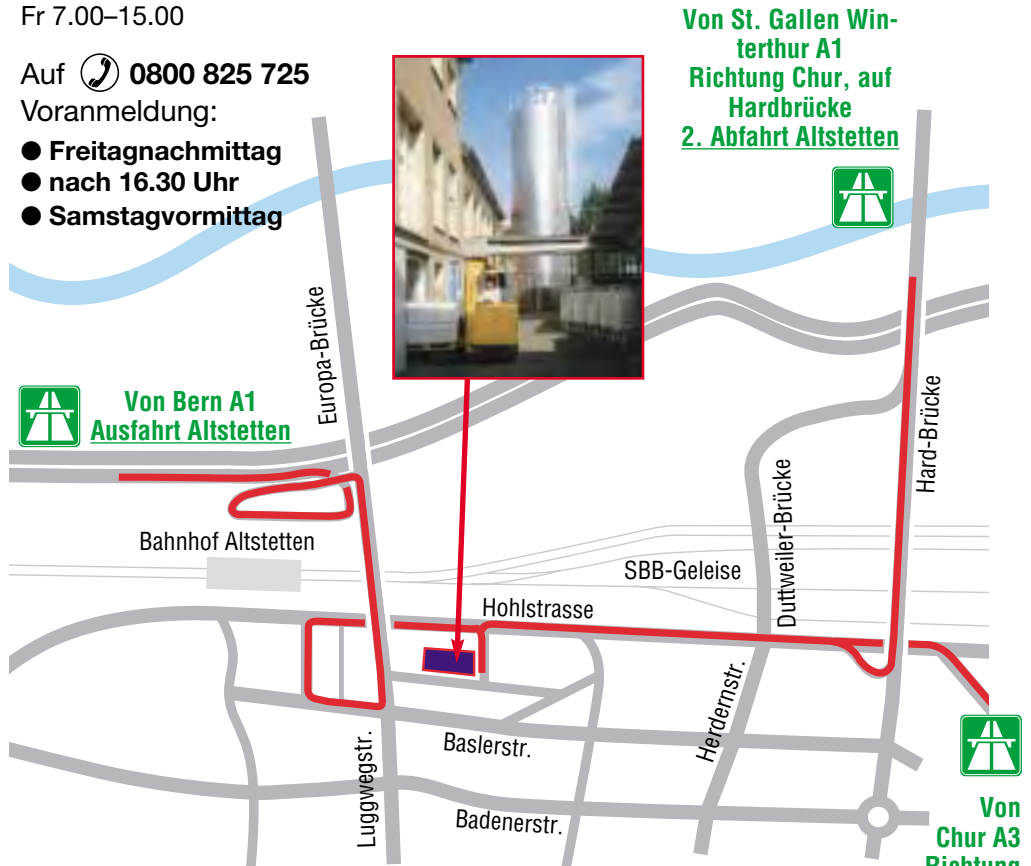 Fr 7.00–15.00
Auf 0800 825 725
Voranmeldung:
● Freitagnachmittag
● nach 16.30 Uhr
● Samstagvormittag
Von St. Gallen Win-
terthur A1
Richtung Chur, auf
Hardbrücke
2. Abfahrt Altstetten
Europa-Brücke
Von Bern A1
Ausfahrt Altstetten
Hard-Brücke
Duttweiler-Brücke
Bahnhof Altstetten
SBB-Geleise
Hohlstrasse
Herdernstr.
Baslerstr.
Luggwegstr.
Badenerstr.
Von
Chur A3
Richtung